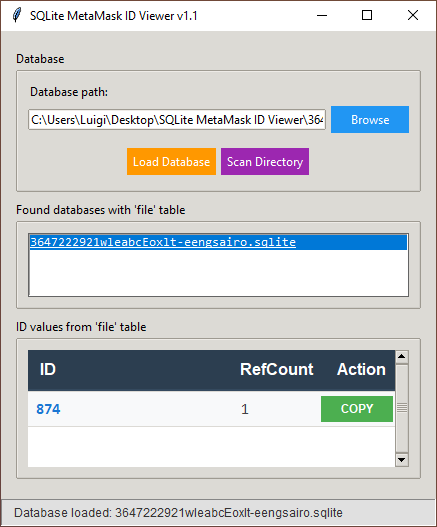 SQLite MetaMask ID Viewer v1.1
Database
Database path:
C:\Users\Luigi\Desktop\SQLite MetaMask ID Viewer\364
Browse
Load Database
Scan Directory
Found databases with 'file' table
3647222921wleabcEoxlt-eengsairo.sqlite
ID values from 'file' table
ID RefCount Action
874 1 COPY
Database loaded: 3647222921wleabcEoxlt-eengsairo.sqlite